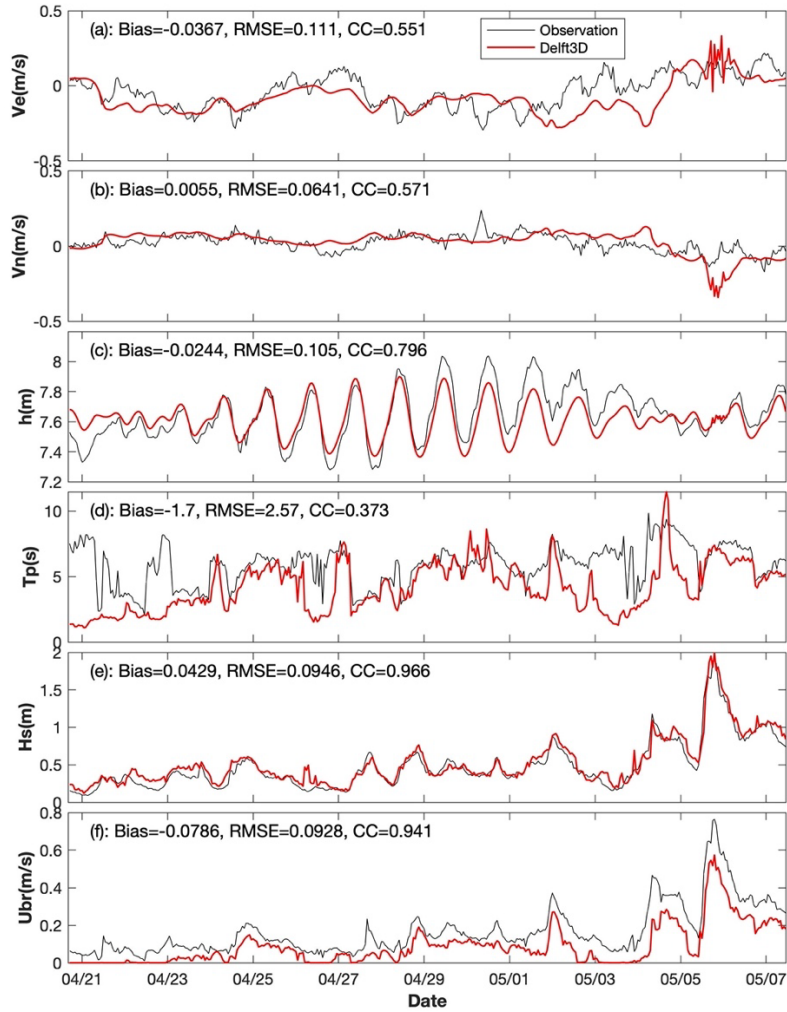 (a): Bias=-0.0367, RMSE=0.111, CC=0.551
Observation
Delft3D
0.5
0
-0.5
Ve(m/s)
(b): Bias=0.0055, RMSE=0.0641, CC=0.571
0.5
0
-0.5
Vn(m/s)
(c): Bias=-0.0244, RMSE=0.105, CC=0.796
8
7.8
7.6
7.4
7.2
h(m)
(d): Bias=-1.7, RMSE=2.57, CC=0.373
10
5
0
Tp(s)
(e): Bias=0.0429, RMSE=0.0946, CC=0.966
2
1.5
1
0.5
0
Hs(m)
(f): Bias=-0.0786, RMSE=0.0928, CC=0.941
0.8
0.6
0.4
0.2
0
Ubr(m/s)
04/21 04/23 04/25 04/27 04/29 05/01 05/03 05/05 05/07
Date